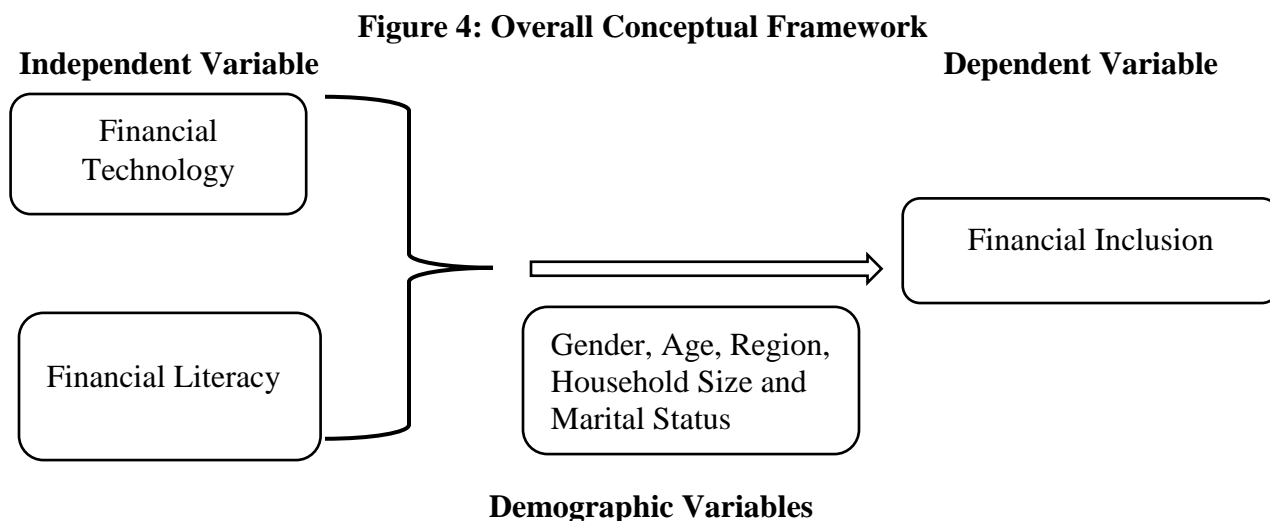 Figure 4: Overall Conceptual Framework
Independent Variable
Dependent Variable
Financial
Technology
Financial Inclusion
Financial Literacy
Gender, Age, Region,
Household Size and
Marital Status
Demographic Variables